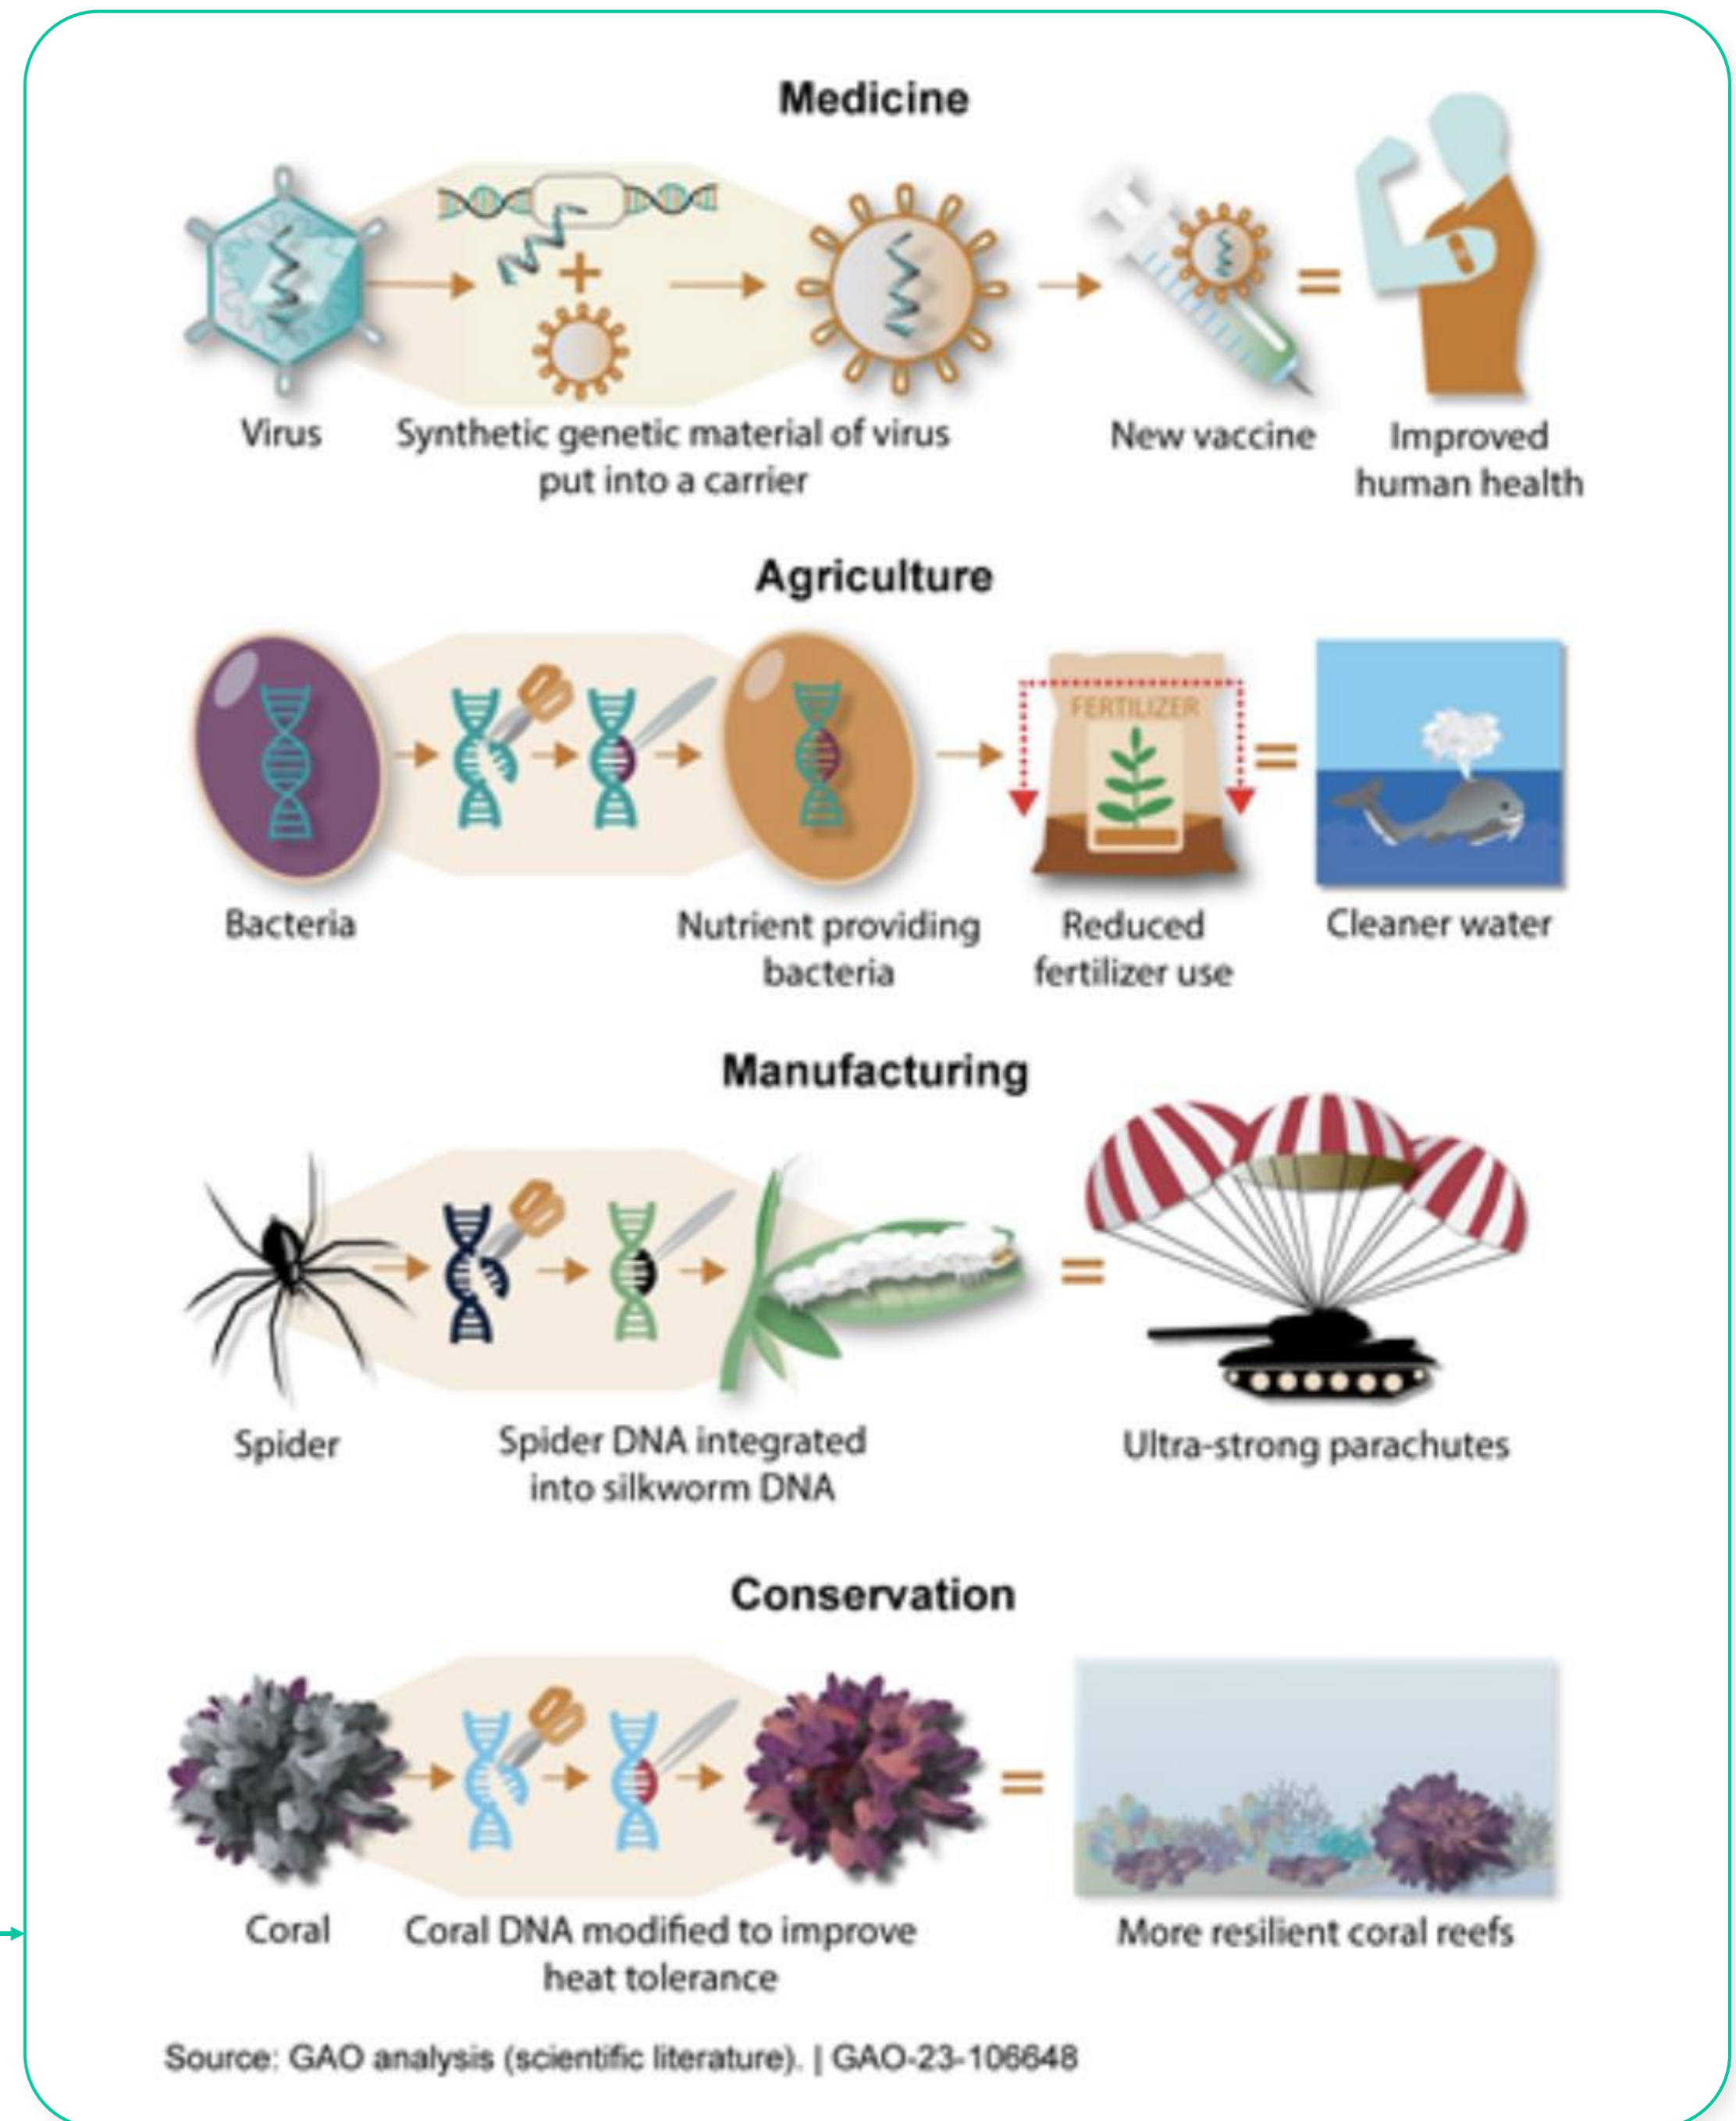 Medicine
Virus
Synthetic genetic material of virus
put into a carrier
New vaccine
Improved
human health
Agriculture
FERTILIZER
Bacteria
Nutrient providing
bacteria
Reduced
fertilizer use
Cleaner water
Manufacturing
Spider
Spider DNA integrated
into silkworm DNA
Ultra-strong parachutes
Conservation
Coral
Coral DNA modified to improve
heat tolerance
More resilient coral reefs
Source: GAO analysis (scientific literature). | GAO-23-106648